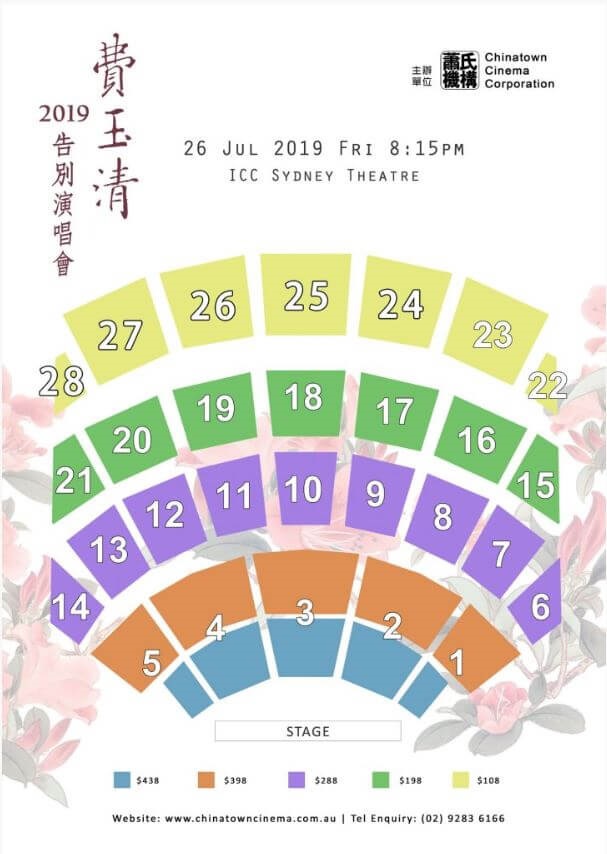 費玉清
2019
告別演唱會
主辦
單位
蕭氏
機構
Chinatown
Cinema
Corporation
26 Jul 2019 Fri 8:15pm
ICC Sydney Theatre
28
27
26
25
24
23
22
21
20
19
18
17
16
15
14
13
12
11
10
9
8
7
6
5
4
3
2
1
STAGE
$438 $398 $288 $198 $108
Website: www.chinatowncinema.com.au | Tel Enquiry: (02) 9283 6166